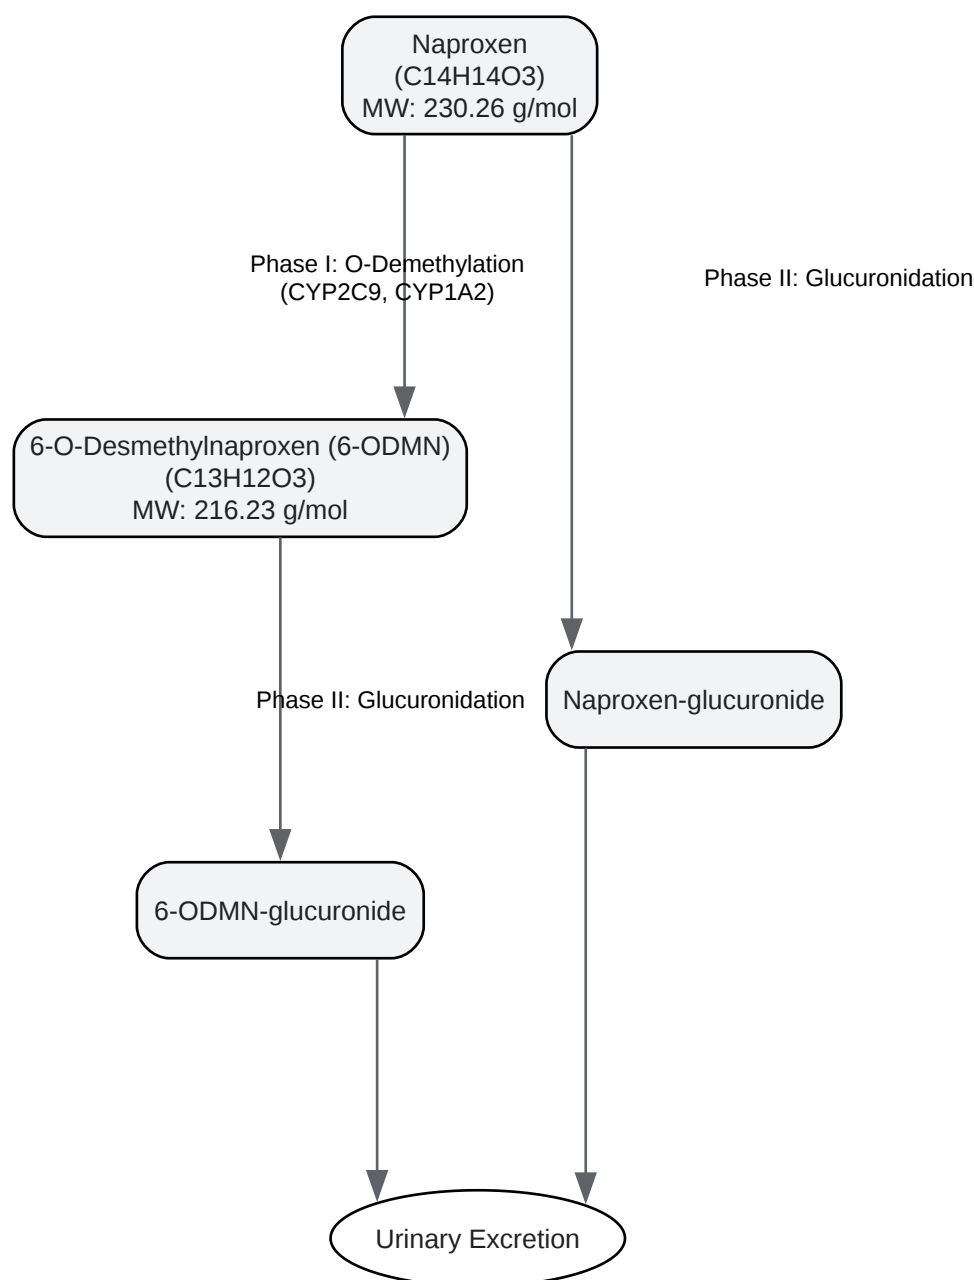 Naproxen
(C14H14O3)
MW: 230.26 g/mol
Phase I: O-Demethylation
(CYP2C9, CYP1A2)
Phase II: Glucuronidation
6-O-Desmethylnaproxen (6-ODMN)
(C13H12O3)
MW: 216.23 g/mol
Phase II: Glucuronidation
Naproxen-glucuronide
6-ODMN-glucuronide
Urinary Excretion